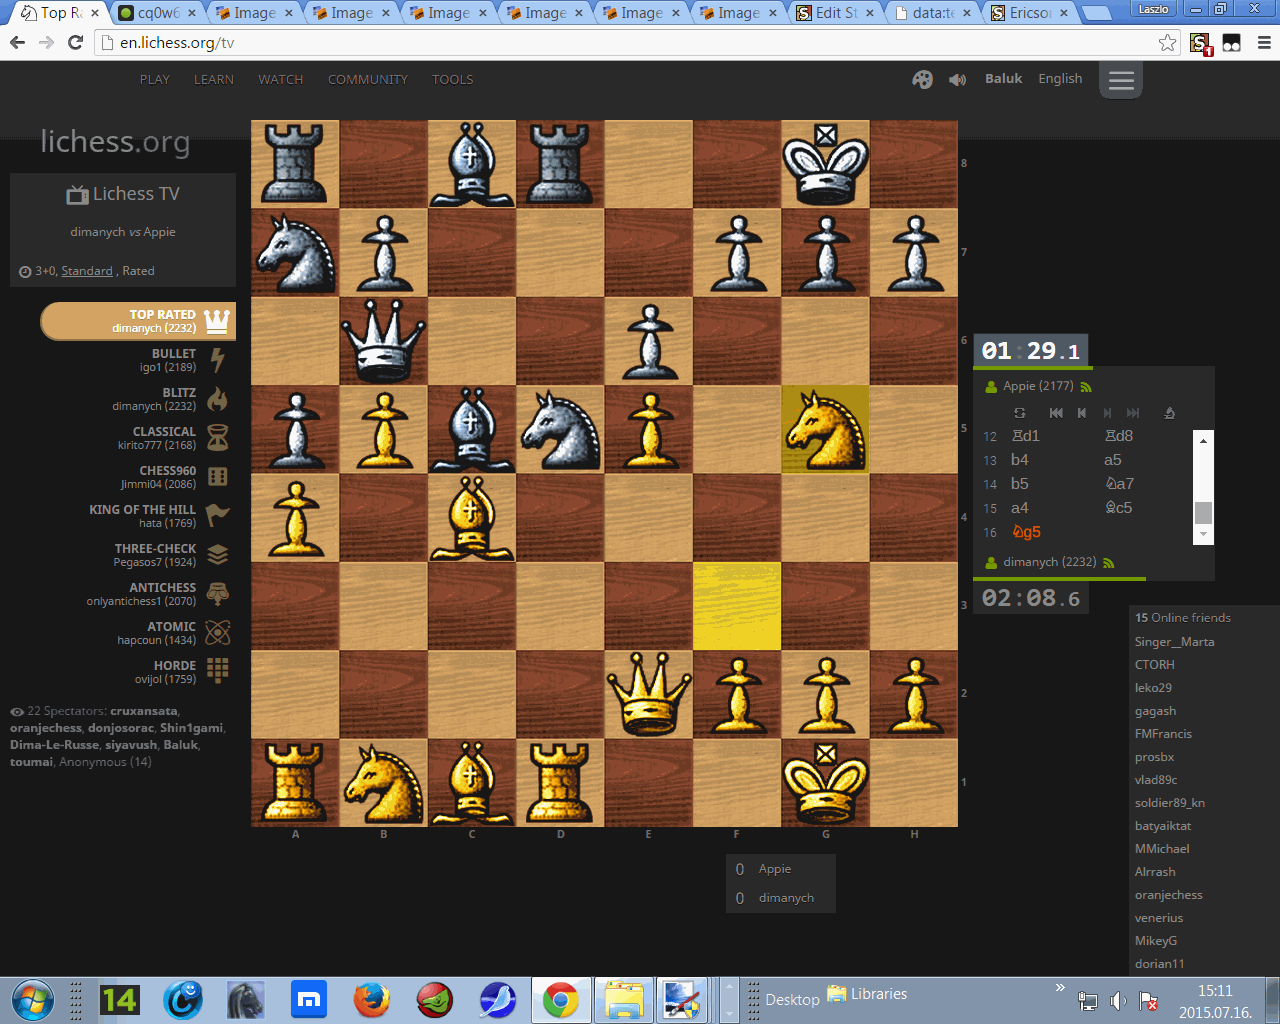 Top Ra
cq0w6
Image
Image
Image
Image
Image
Image
Edit St
data:te
Ericsor
Laszlo
en.lichess.org/tv
1
PLAY LEARN WATCH COMMUNITY TOOLS
Baluk English
lichess.org
Lichess TV
dimanych vs Appie
3+0, Standard , Rated
TOP RATED
dimanych (2232)
BULLET
igo1 (2189)
BLITZ
dimanych (2232)
CLASSICAL
kirito777 (2168)
CHESS960
Jimmi04 (2086)
KING OF THE HILL
hata (1769)
THREE-CHECK
Pegasos7 (1924)
ANTICHESS
onlyantichess1 (2070)
ATOMIC
hapcoun (1434)
HORDE
ovijol (1759)
22 Spectators: cruxansata,
oranjechess, donjosorac, Shin1gami,
Dima-Le-Russe, siyavush, Baluk,
toumai, Anonymous (14)
8
7
6
5
4
3
2
1
A B C D E F G H
01:29.1
Appie (2177)
12 ♖d1 ♖d8
13 b4 a5
14 b5 ♘a7
15 a4 ♗c5
16 ♘g5
dimanych (2232)
02:08.6
0 Appie
0 dimanych
15 Online friends
Singer__Marta
CTORH
leko29
gagash
FMFrancis
prosbx
vlad89c
soldier89_kn
batyaiktat
MMichael
Alrrash
oranjechess
venerius
MikeyG
dorian11
14
Desktop
Libraries
»
15:11
2015.07.16.